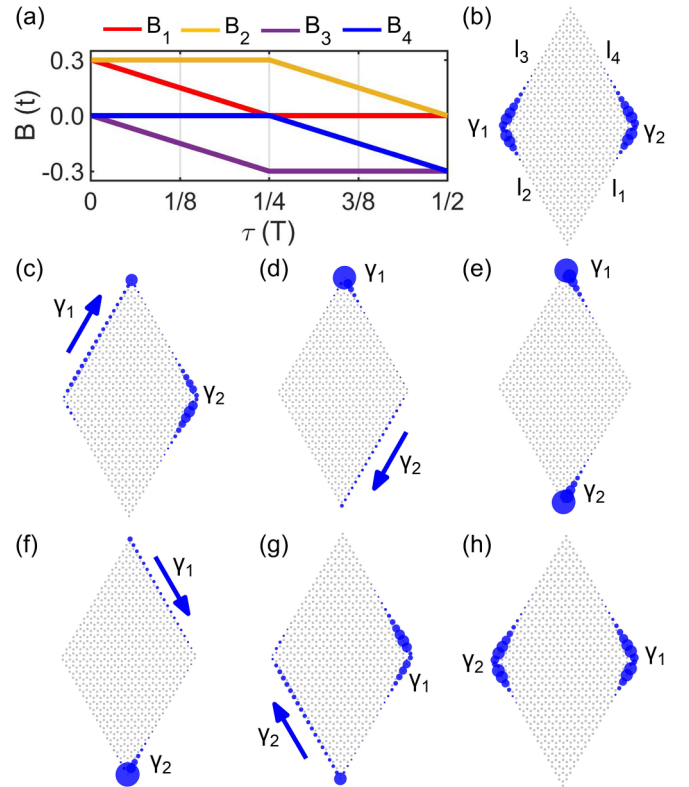 (a) B₁ B₂ B₃ B₄ (b)
B (t)
0.3
0.0
-0.3
0 1/8 1/4 3/8 1/2
τ (T)
l₃ l₄
γ₁ γ₂
l₂ l₁
(c) (d) (e)
γ₁ γ₁ γ₁
γ₂ γ₂ γ₂
(f) (g) (h)
γ₁ γ₁ γ₂ γ₁
γ₂ γ₂